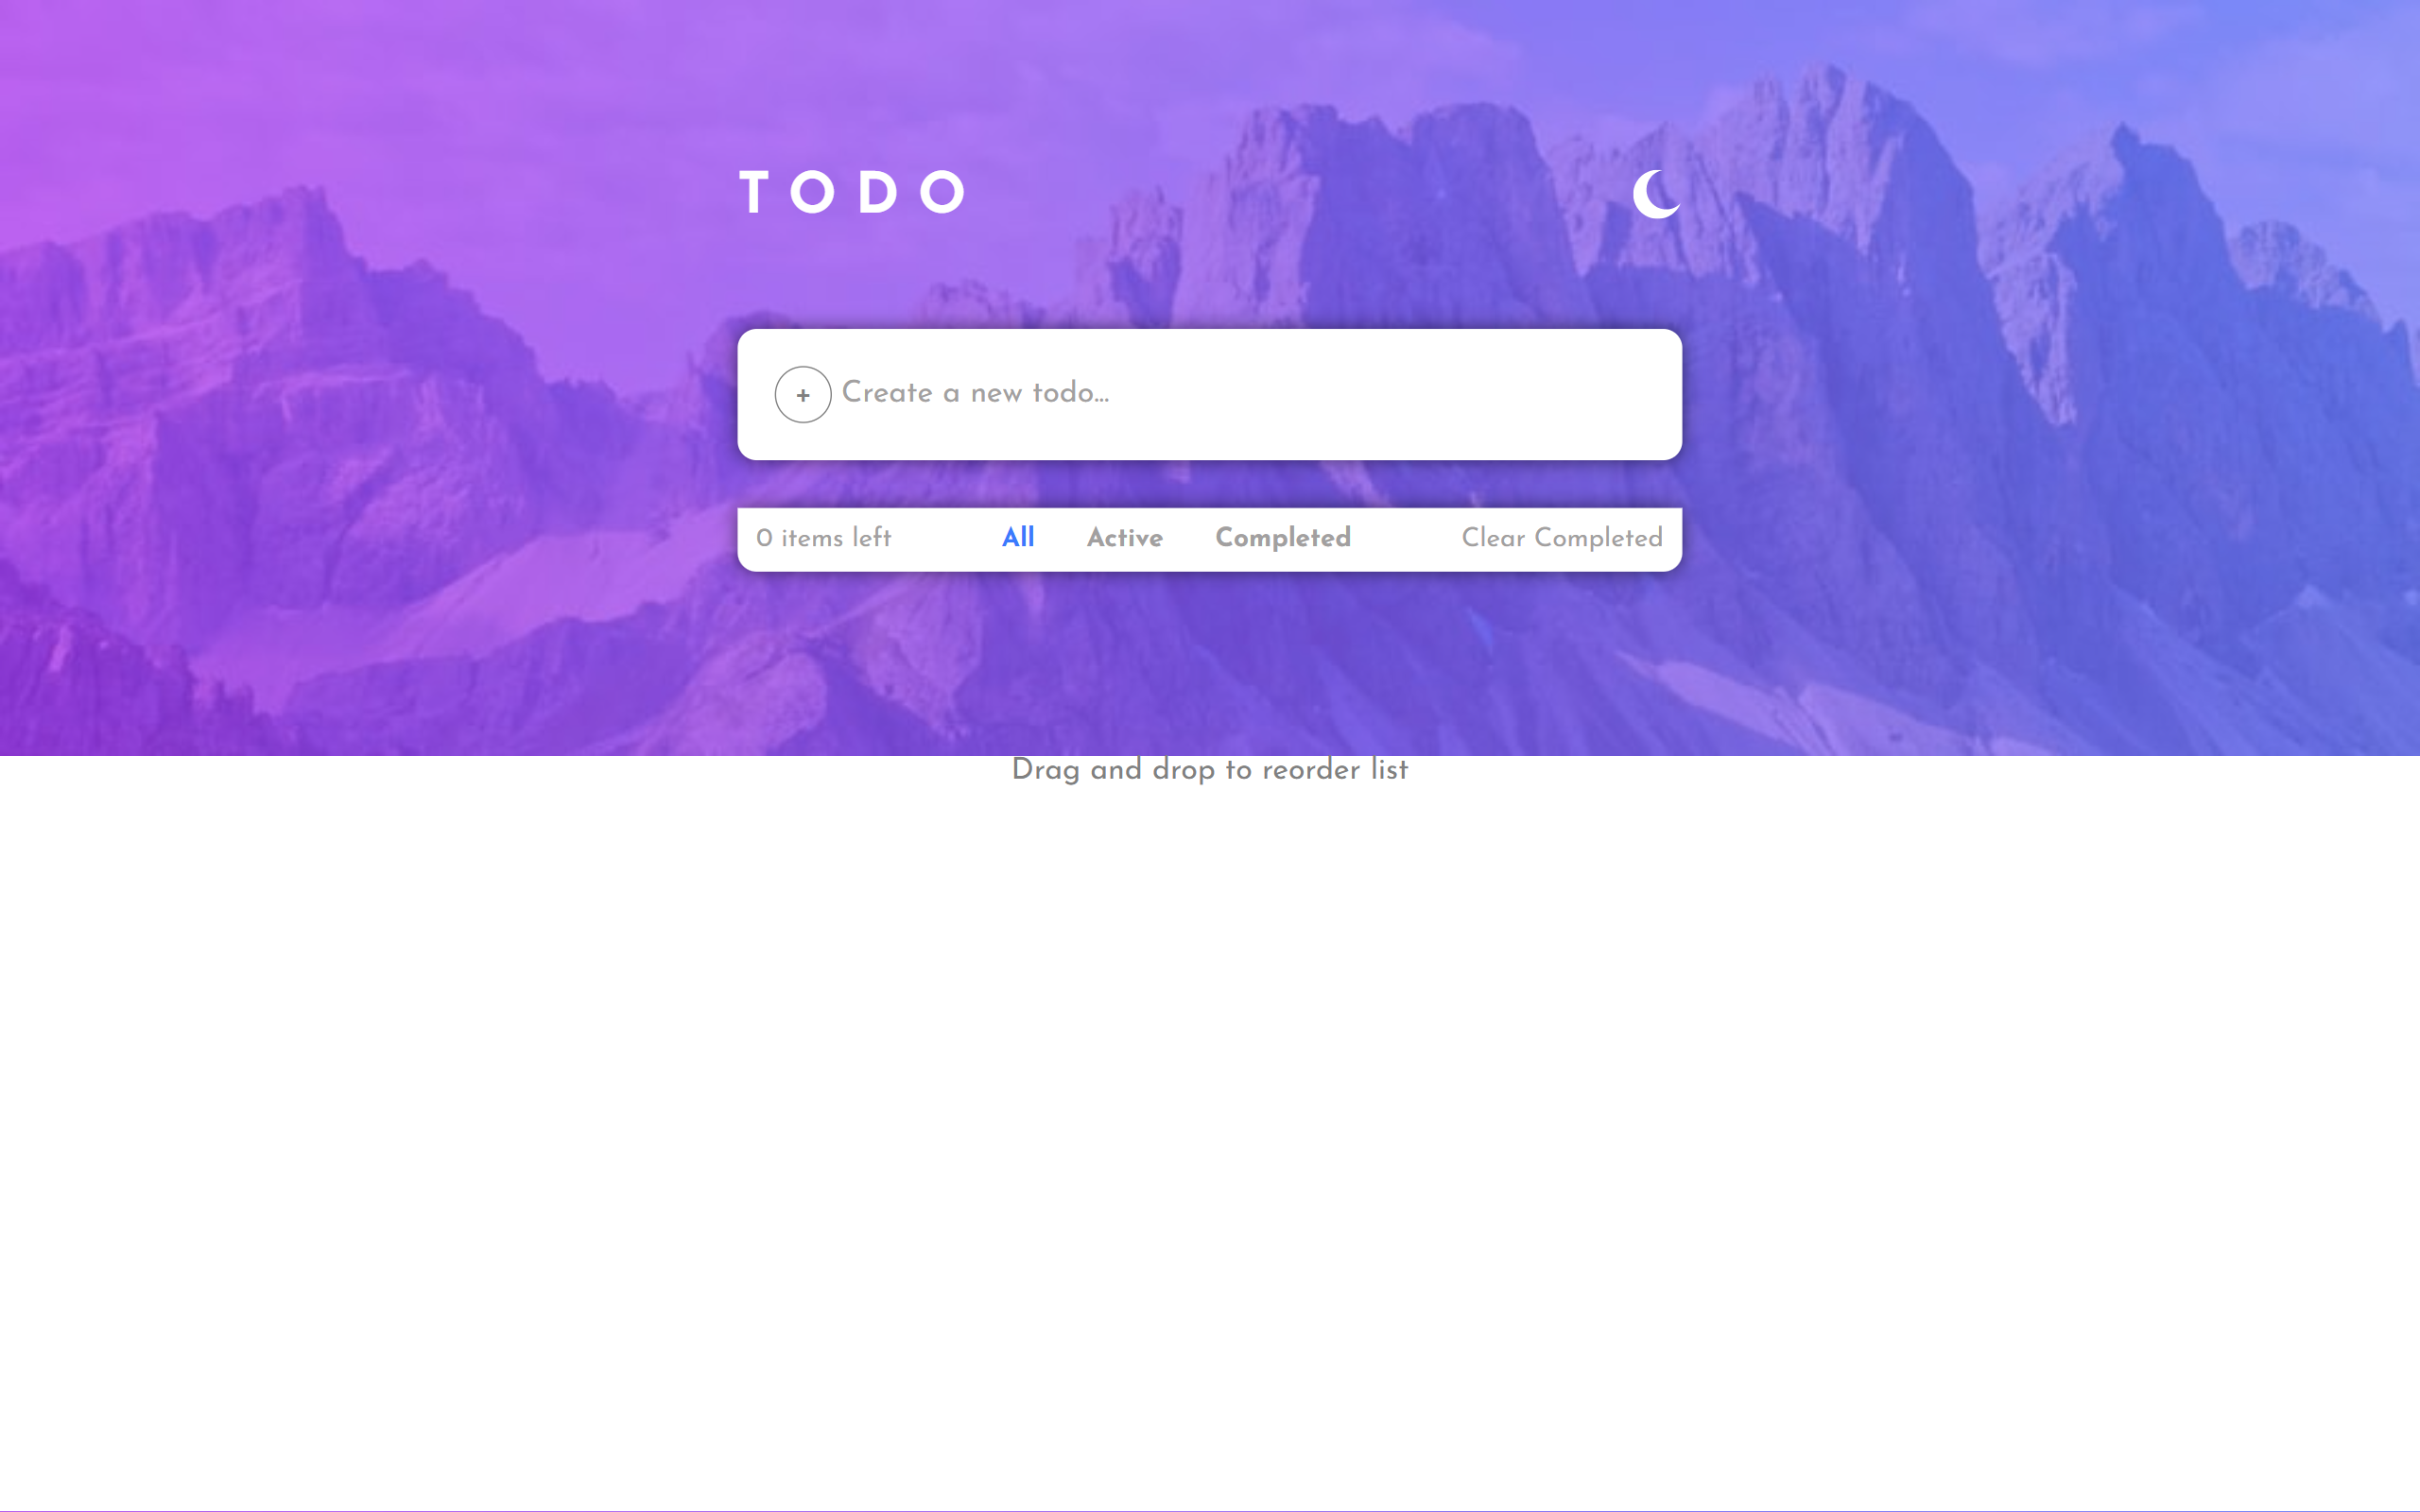 TODO
+ Create a new todo...
0 items left All Active Completed Clear Completed
Drag and drop to reorder list